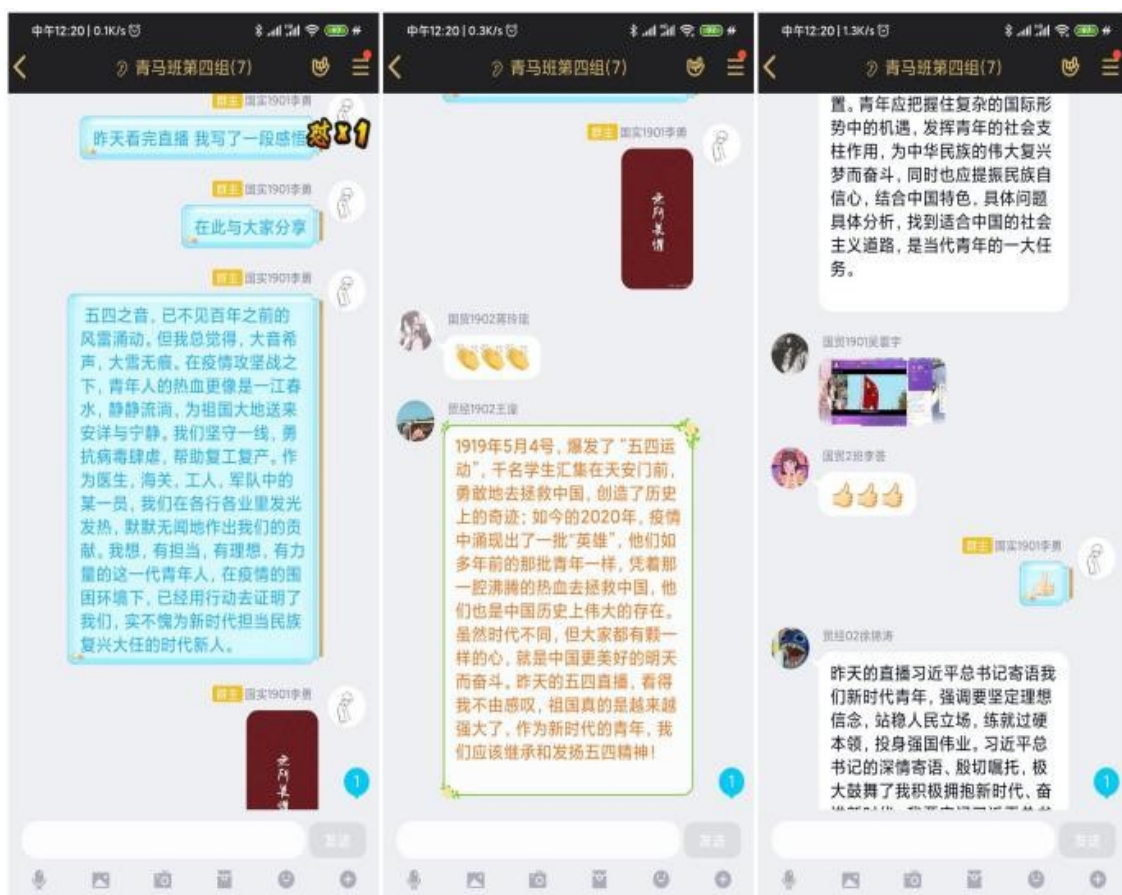 中午12:20 | 0.1K/s
青马班第四组(7)
群主 国实1901李勇
昨天看完直播 我写了一段感悟
怼x1
群主 国实1901李勇
在此与大家分享
群主 国实1901李勇
五四之音,已不见百年之前的
风雷涌动。但我总觉得,大音希
声,大雪无痕。在疫情攻坚战之
下,青年人的热血更像是一江春
水,静静流淌,为祖国大地送来
安详与宁静。我们坚守一线,勇
抗病毒肆虐,帮助复工复产。作
为医生,海关,工人,军队中的
某一员,我们在各行各业里发光
发热,默默无闻地作出我们的贡
献。我想,有担当,有理想,有力
量的这一代青年人,在疫情的围
困环境下,已经用行动去证明了
我们,实不愧为新时代担当民族
复兴大任的时代新人。
群主 国实1901李勇
无所畏惧
1
发送
中午12:20 | 0.3K/s
青马班第四组(7)
群主 国实1901李勇
无所畏惧
国贸1902蒋玲
贸经1902王
1919年5月4号,爆发了“五四运
动”,千名学生汇集在天安门前,
勇敢地去拯救中国,创造了历史
上的奇迹;如今的2020年,疫情
中涌现出了一批“英雄”,他们如
多年前的那批青年一样,凭着那
一腔沸腾的热血去拯救中国,他
们也是中国历史上伟大的存在。
虽然时代不同,但大家都有颗一
样的心,就是中国更美好的明天
而奋斗。昨天的五四直播,看得
我不由感叹,祖国真的是越来越
强大了,作为新时代的青年,我
们应该继承和发扬五四精神!
1
发送
中午12:20 | 1.3K/s
青马班第四组(7)
置。青年应把握住复杂的国际形
势中的机遇,发挥青年的社会支
柱作用,为中华民族的伟大复兴
梦而奋斗,同时也应提振民族自
信心,结合中国特色,具体问题
具体分析,找到适合中国的社会
主义道路,是当代青年的一大任
务。
国贸1901吴雲宇
国贸2班李荟
群主 国实1901李勇
贸经02徐锦涛
昨天的直播习近平总书记寄语我
们新时代青年,强调要坚定理想
信念,站稳人民立场,练就过硬
本领,投身强国伟业。习近平总
书记的深情寄语、殷切嘱托,极
大鼓舞了我积极拥抱新时代、奋
1
发送